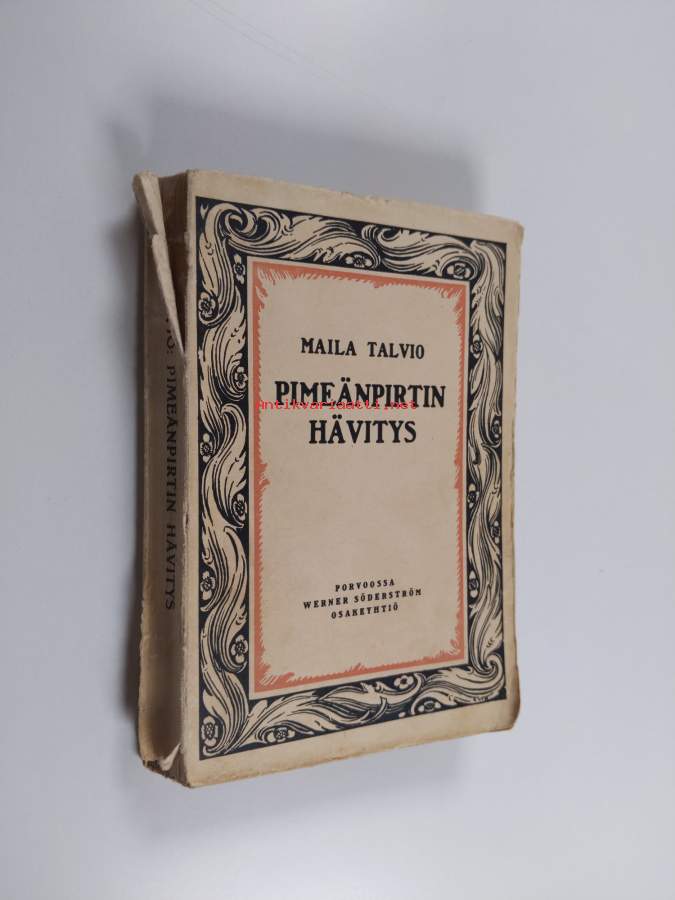 MAILA TALVIO
PIMEÄNPIRTIN
HÄVITYS
PORVOOSSA
WERNER SÖDERSTRÖM
OSAKEYHTIÖ
PIMEÄNPIRTIN HÄVITYS
Antikvariaatti.net